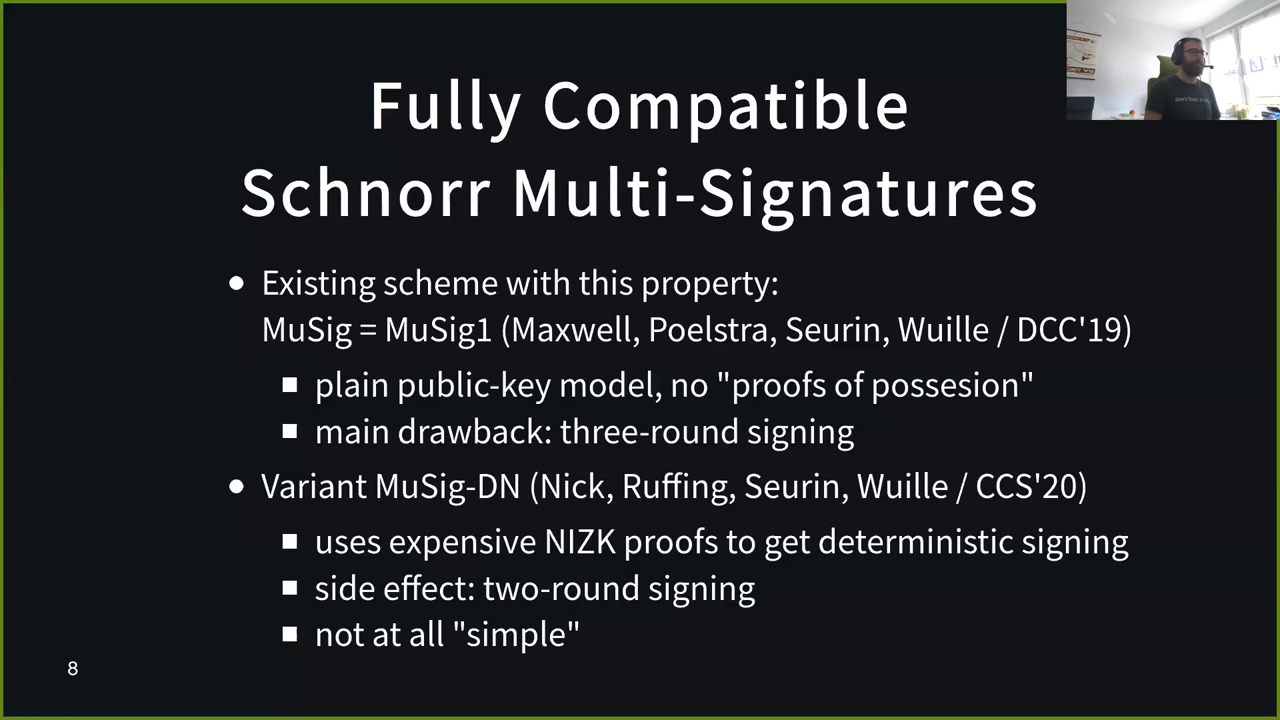 Fully Compatible
Schnorr Multi-Signatures
• Existing scheme with this property:
MuSig = MuSig1 (Maxwell, Poelstra, Seurin, Wuille / DCC'19)
▪ plain public-key model, no "proofs of possesion"
▪ main drawback: three-round signing
• Variant MuSig-DN (Nick, Ruffing, Seurin, Wuille / CCS'20)
▪ uses expensive NIZK proofs to get deterministic signing
▪ side effect: two-round signing
▪ not at all "simple"
8